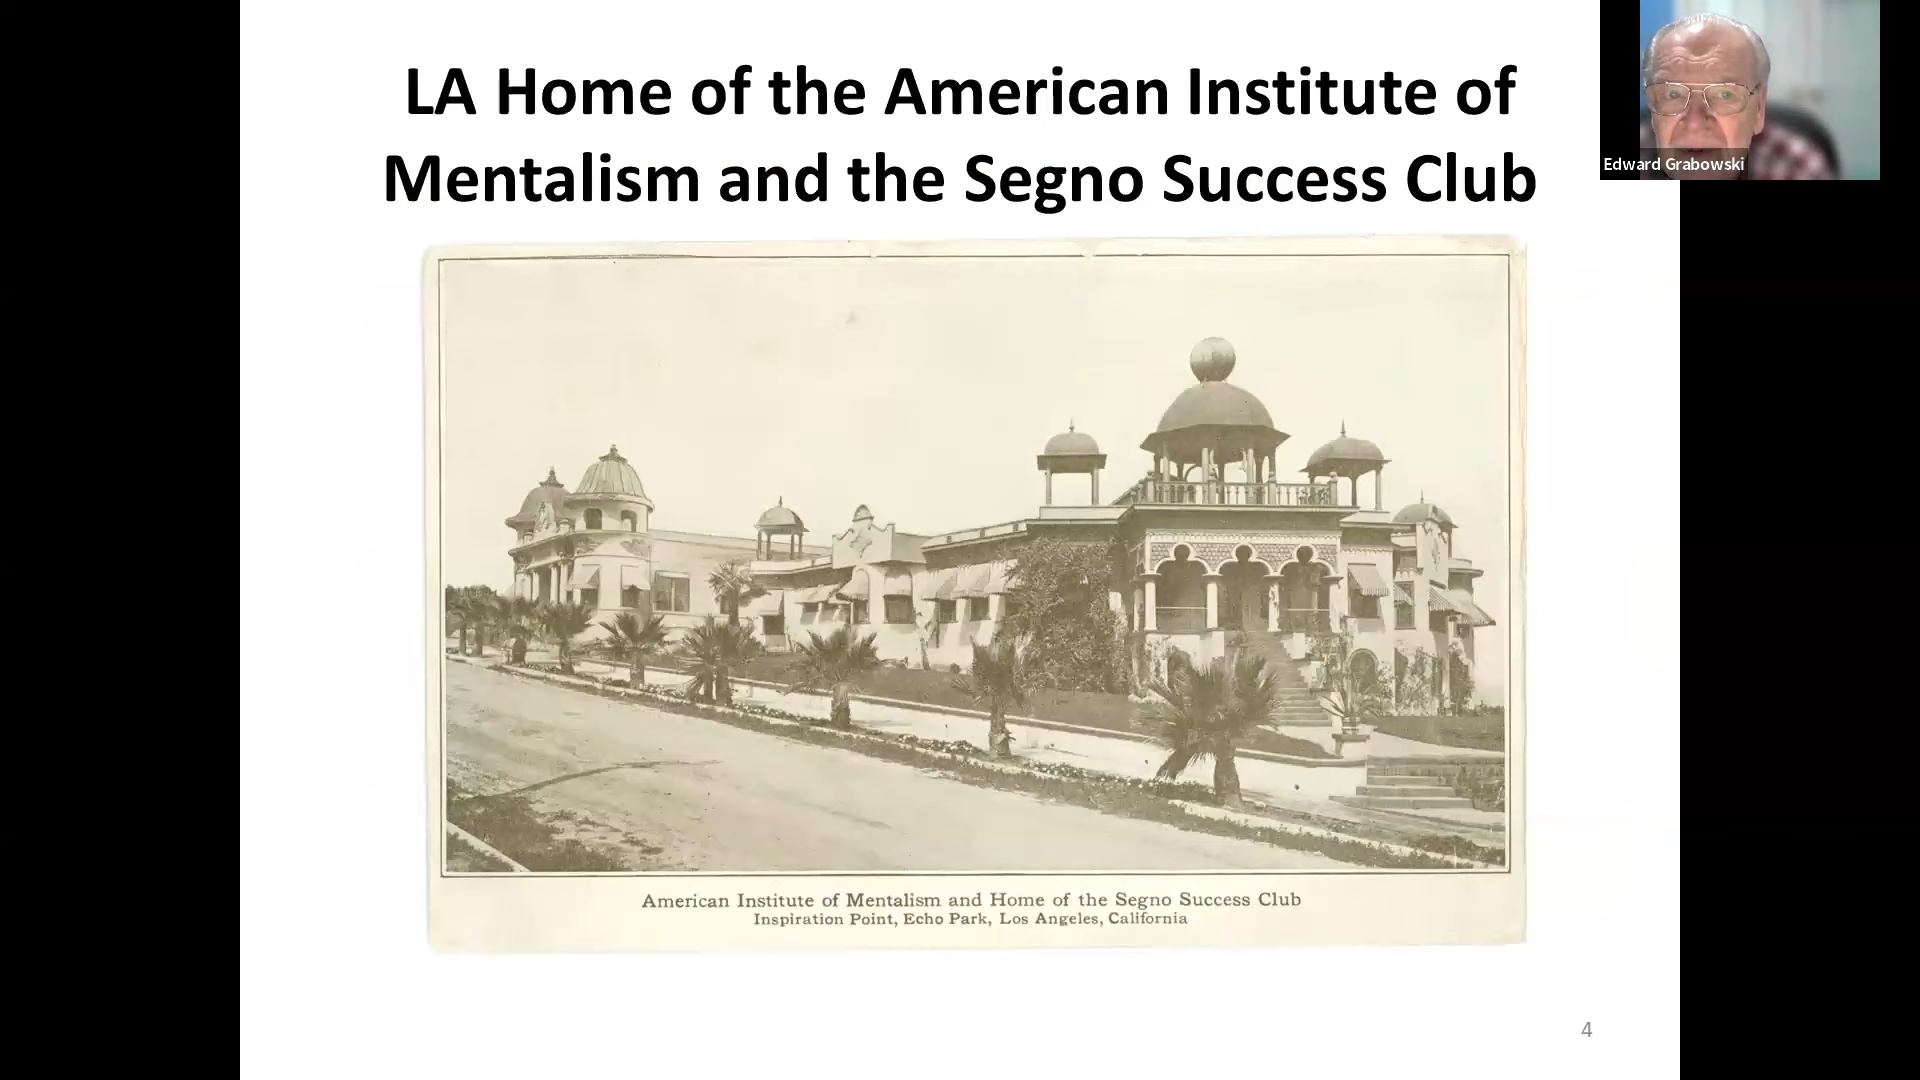 LA Home of the American Institute of
Mentalism and the Segno Success Club
Edward Grabowski
American Institute of Mentalism and Home of the Segno Success Club
Inspiration Point, Echo Park, Los Angeles, California
4